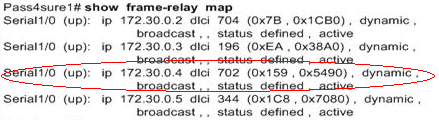 Pass4sure1# show frame-relay map
Serial1/0 (up): ip 172.30.0.2 dlci 704 (0x7B , 0x1CB0) , dynamic ,
broadcast , , status defined , active
Serial1/0 (up): ip 172.30.0.3 dlci 196 (0xEA , 0x38A0) , dynamic ,
broadcast , , status defined , active
Serial1/0 (up): ip 172.30.0.4 dlci 702 (0x159 , 0x5490) , dynamic ,
broadcast , , status defined , active
Serial1/0 (up): ip 172.30.0.5 dlci 344 (0x1C8 , 0x7080) , dynamic ,
broadcast , , status defined , active